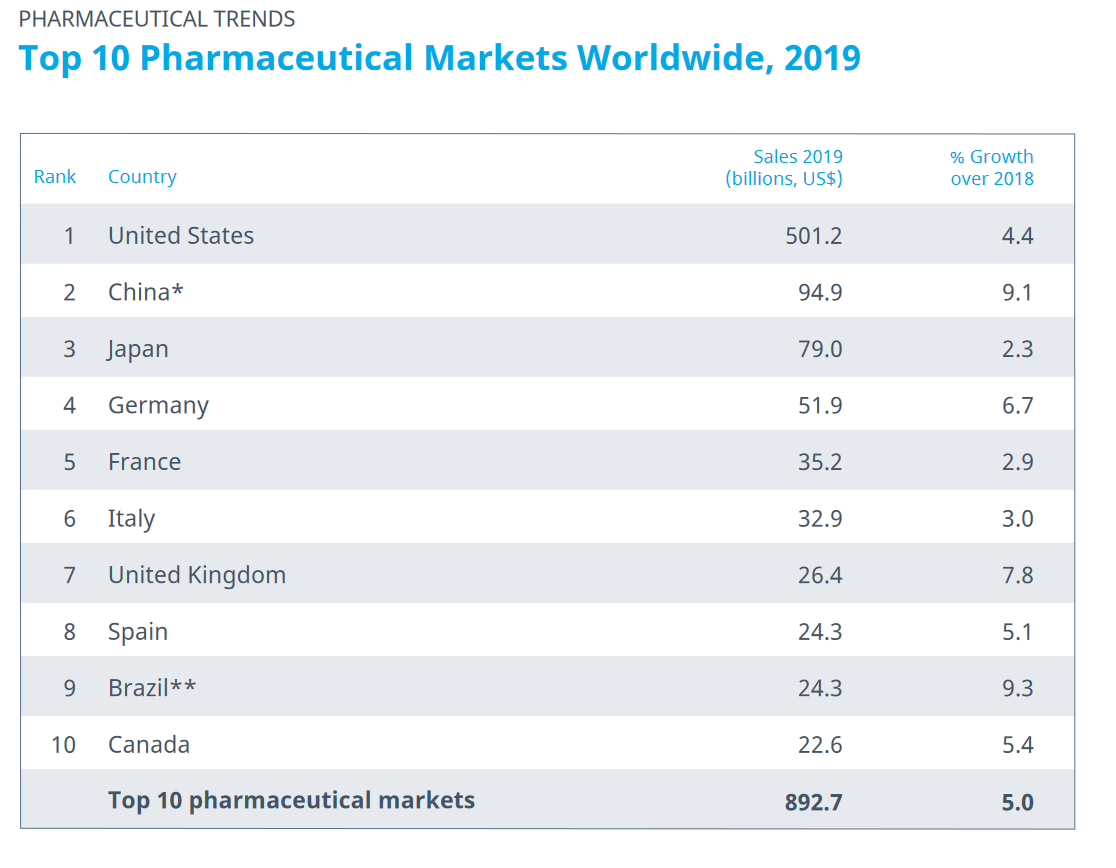 PHARMACEUTICAL TRENDS
Top 10 Pharmaceutical Markets Worldwide, 2019
Rank Country Sales 2019 (billions, US$) % Growth over 2018
1 United States 501.2 4.4
2 China* 94.9 9.1
3 Japan 79.0 2.3
4 Germany 51.9 6.7
5 France 35.2 2.9
6 Italy 32.9 3.0
7 United Kingdom 26.4 7.8
8 Spain 24.3 5.1
9 Brazil** 24.3 9.3
10 Canada 22.6 5.4
Top 10 pharmaceutical markets 892.7 5.0